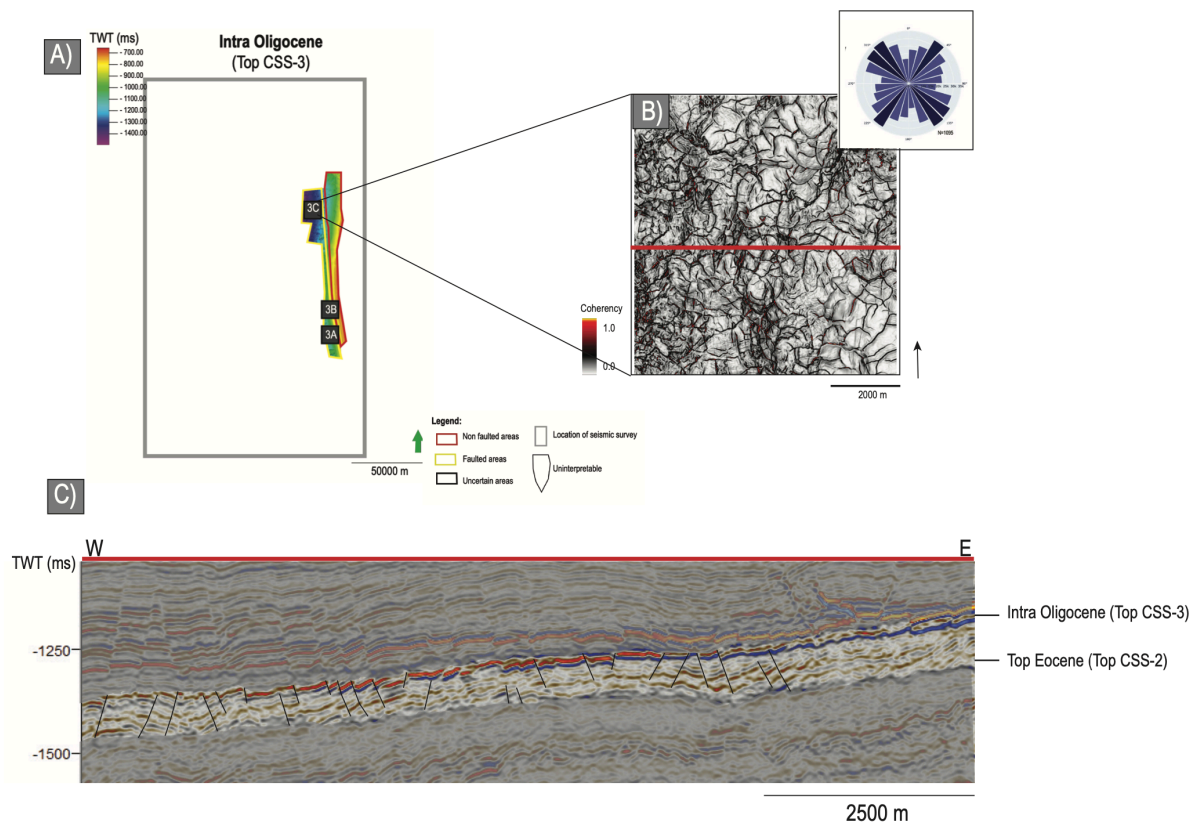 A)
TWT (ms)
- 700.00
- 800.00
- 900.00
- 1000.00
- 1100.00
- 1200.00
- 1300.00
- 1400.00
Intra Oligocene
(Top CSS-3)
3C
3B
3A
50000 m
Legend:
Non faulted areas
Faulted areas
Uncertain areas
Location of seismic survey
Uninterpretable
B)
N=1695
Coherency
1.0
0.0
2000 m
C)
W
E
TWT (ms)
-1250
-1500
Intra Oligocene (Top CSS-3)
Top Eocene (Top CSS-2)
2500 m